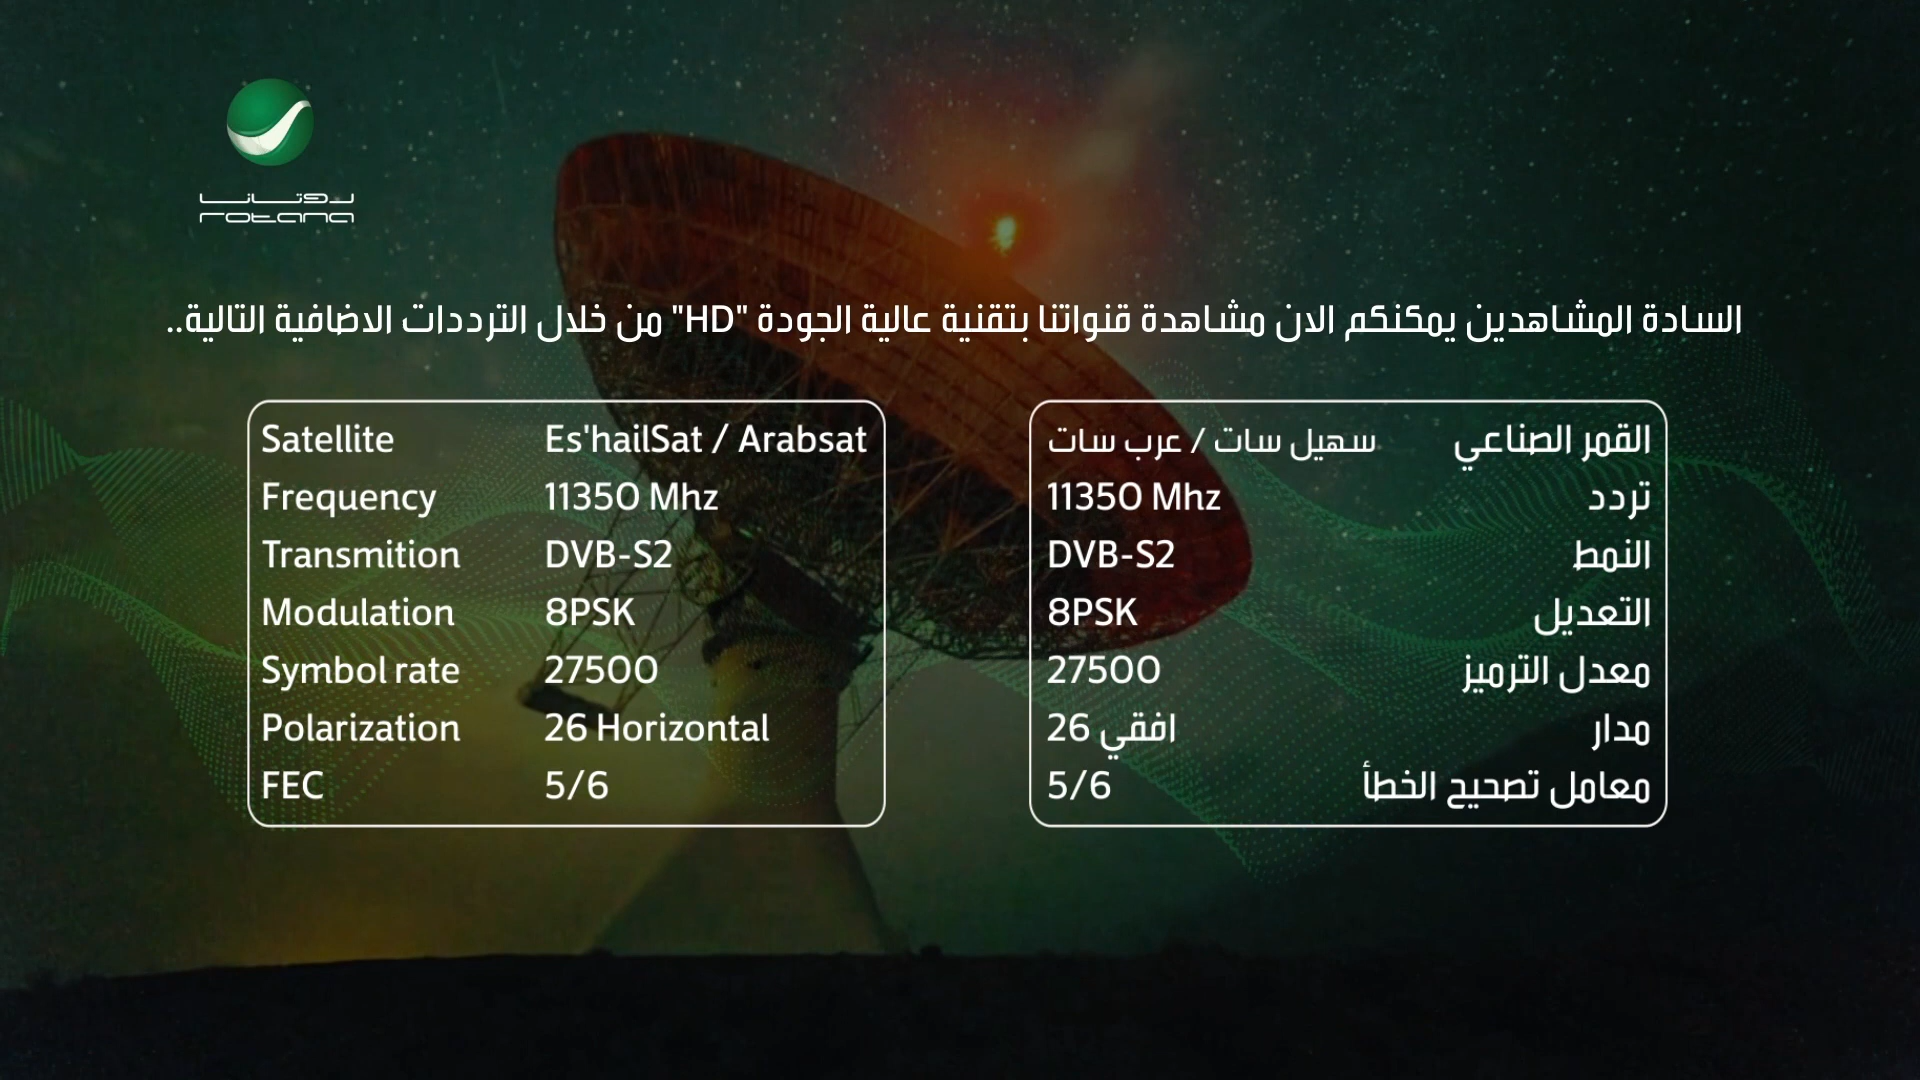 روتانا
rotana
السادة المشاهدين يمكنكم الان مشاهدة قنواتنا بتقنية عالية الجودة "HD" من خلال الترددات الاضافية التالية..
Satellite Es'hailSat / Arabsat
Frequency 11350 Mhz
Transmition DVB-S2
Modulation 8PSK
Symbol rate 27500
Polarization 26 Horizontal
FEC 5/6
القمر الصناعي سهيل سات / عرب سات
تردد 11350 Mhz
النمط DVB-S2
التعديل 8PSK
معدل الترميز 27500
مدار افقي 26
معامل تصحيح الخطأ 5/6